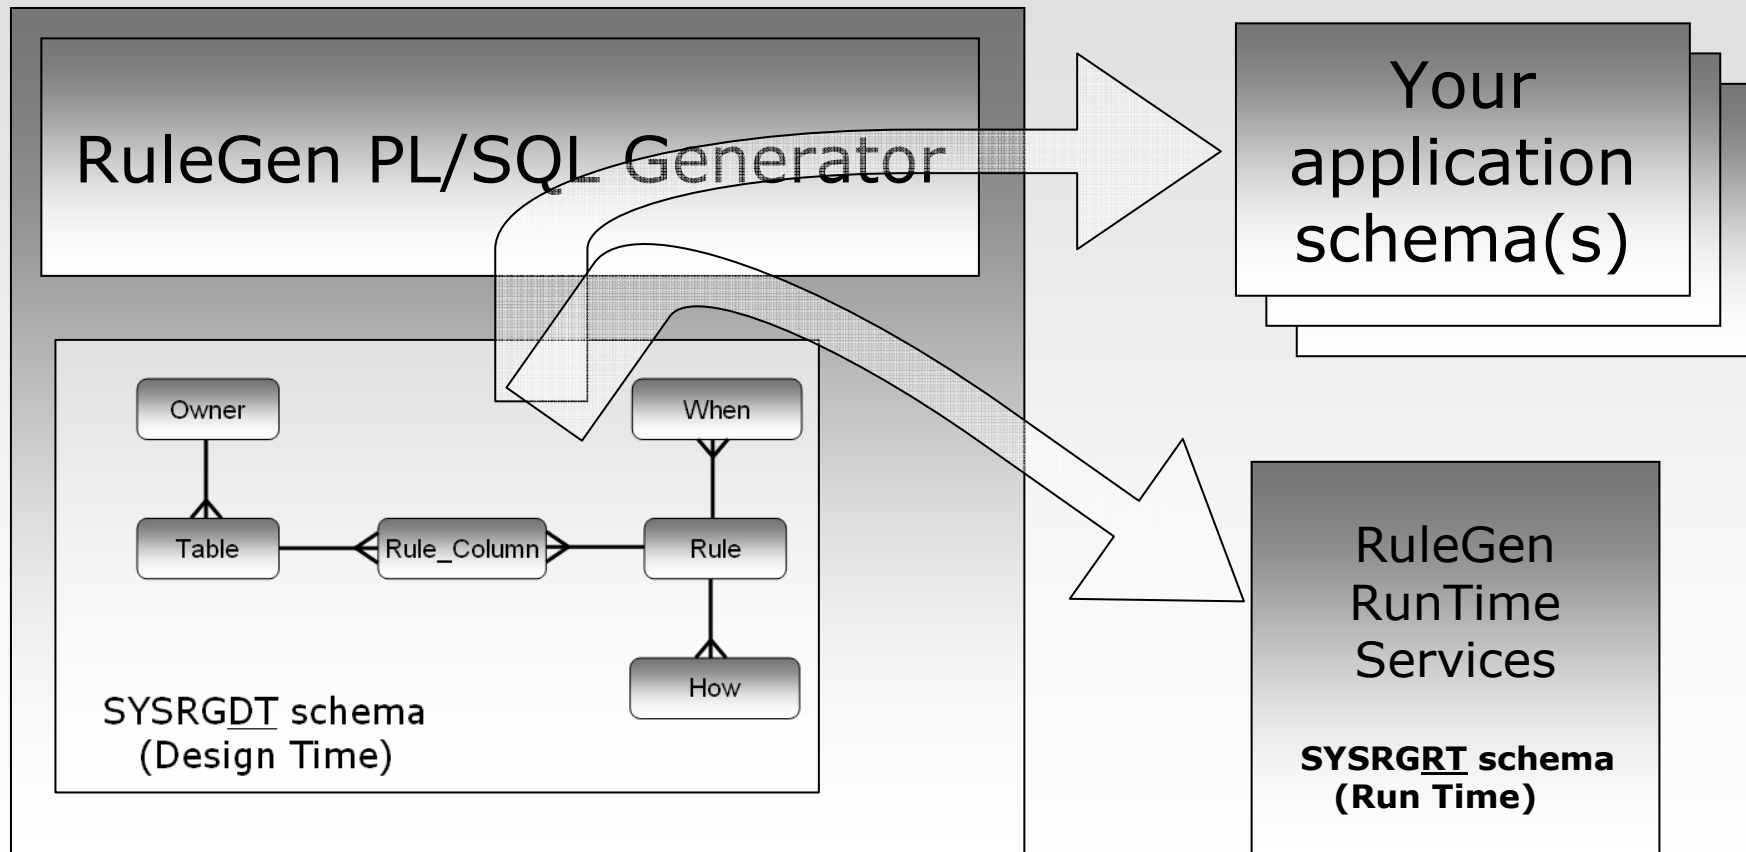 RuleGen PL/SQL Generator
Your
application
schema(s)
Owner
When
Table
Rule_Column
Rule
How
SYSRGDT schema
(Design Time)
RuleGen
RunTime
Services
SYSRGRT schema
(Run Time)